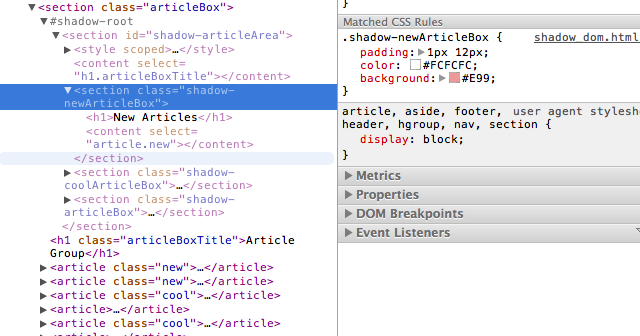 ▼<section class="articleBox">
▼#shadow-root
▼<section id="shadow-articleArea">
▶<style scoped>…</style>
<content select=
"h1.articleBoxTitle"></content>
▼<section class="shadow-
newArticleBox">
<h1>New Articles</h1>
<content select=
"article.new"></content>
</section>
▶<section class="shadow-
coolArticleBox">…</section>
▶<section class="shadow-
articleBox">…</section>
</section>
<h1 class="articleBoxTitle">Article
Group</h1>
▶<article class="new">…</article>
▶<article class="new">…</article>
▶<article class="cool">…</article>
▶<article>…</article>
▶<article class="cool">…</article>
}
Matched CSS Rules
.shadow-newArticleBox { shadow_dom.html
padding: ▶1px 12px;
color: #FCFCFC;
background: ▶#E99;
}
article, aside, footer, user agent stylesh
header, hgroup, nav, section {
display: block;
}
▶ Metrics
▶ Properties
▶ DOM Breakpoints
▶ Event Listeners